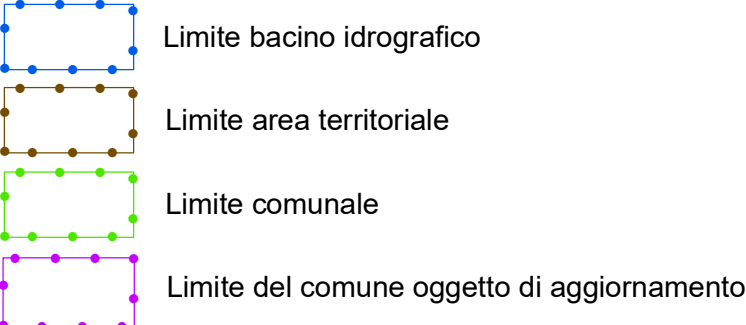 Limite bacino idrografico
Limite area territoriale
Limite comunale
Limite del comune oggetto di aggiornamento